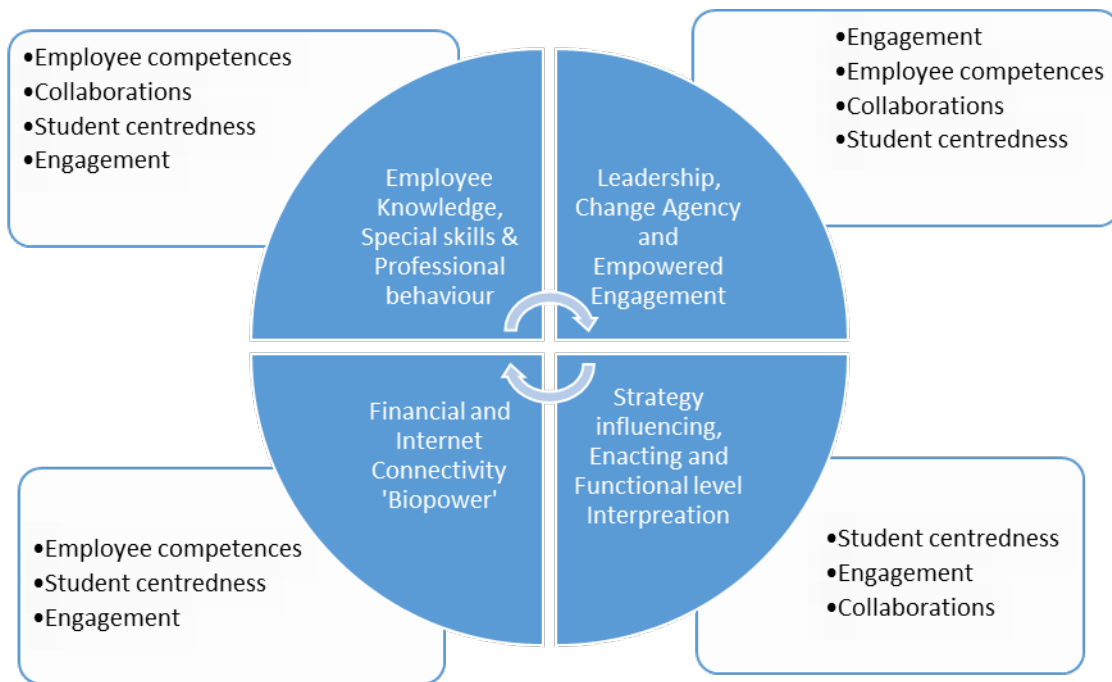 •Employee competences
•Collaborations
•Student centredness
•Engagement
•Engagement
•Employee competences
•Collaborations
•Student centredness
Employee
Knowledge,
Special skills &
Professional
behaviour
Leadership,
Change Agency
and
Empowered
Engagement
Financial and
Internet
Connectivity
'Biopower'
Strategy
influencing,
Enacting and
Functional level
Interpreation
•Employee competences
•Student centredness
•Engagement
•Student centredness
•Engagement
•Collaborations